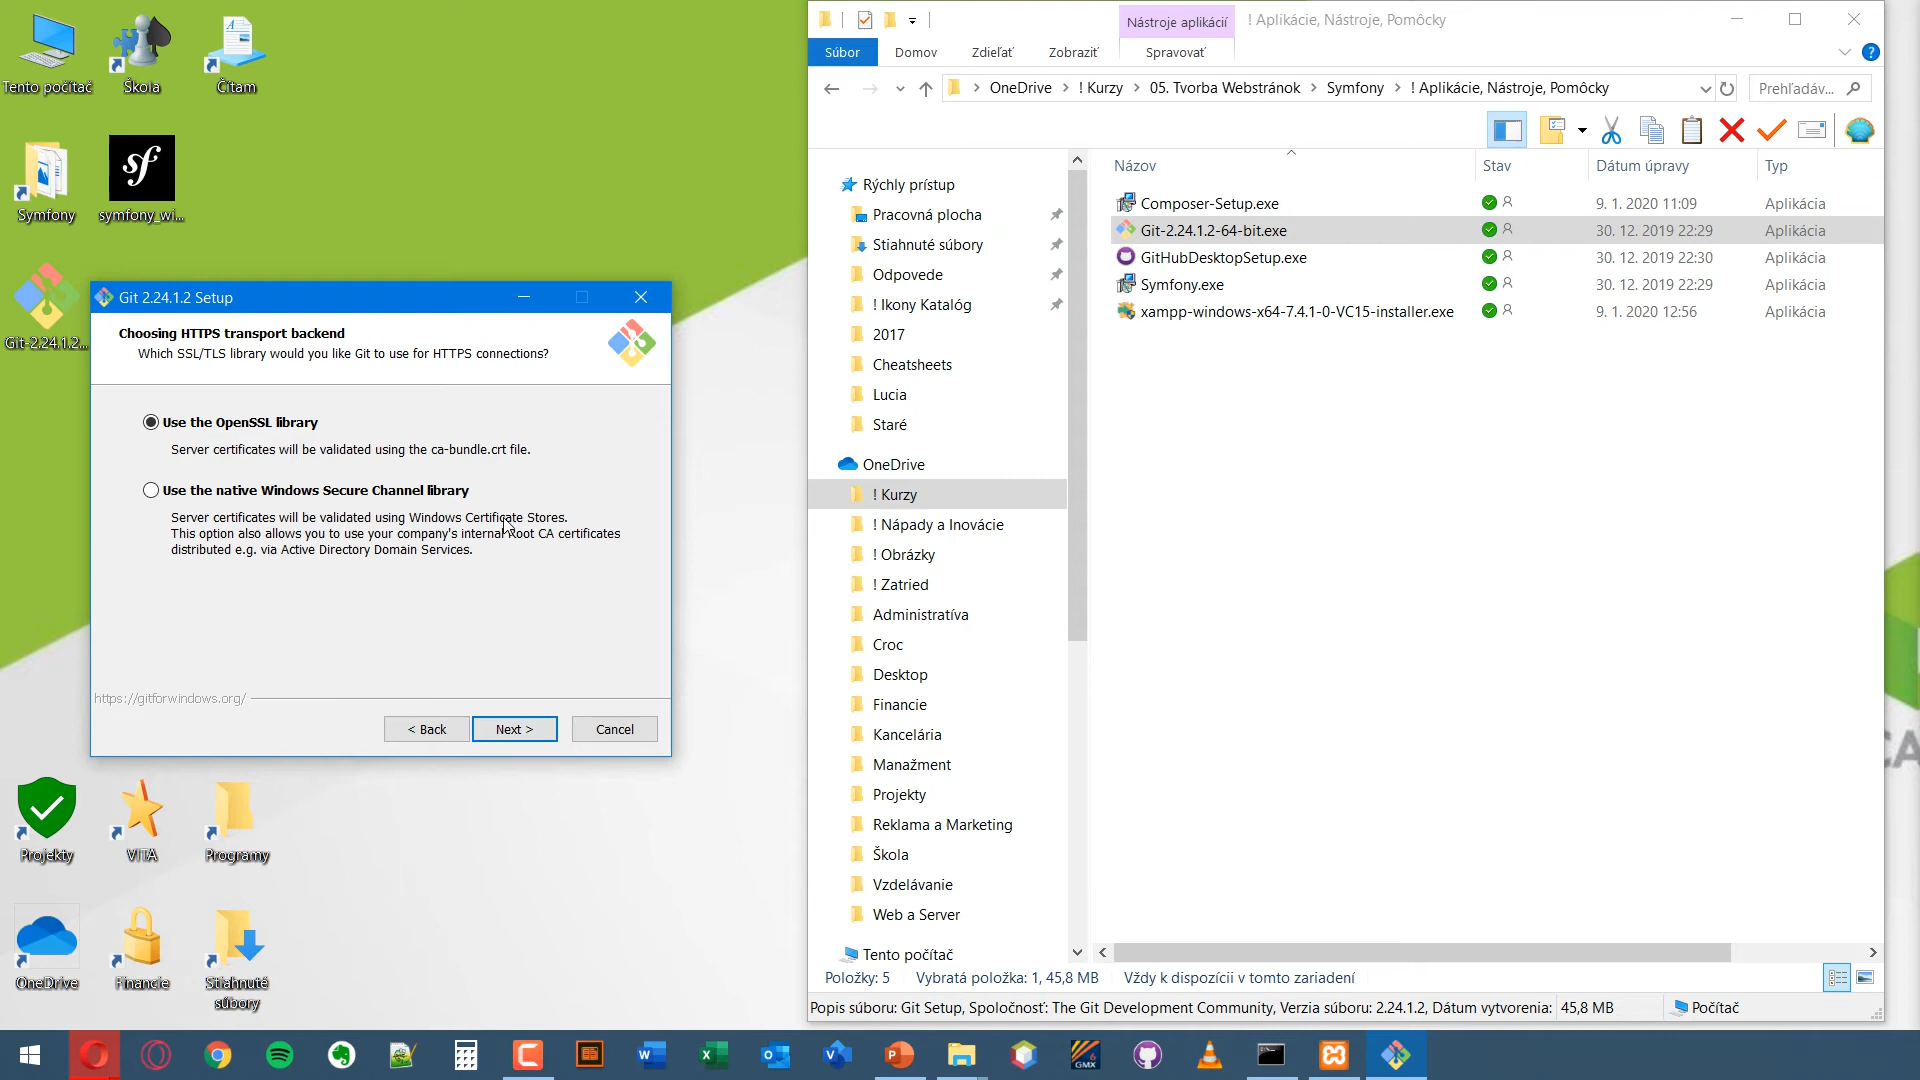 Tento počítač
Škola
Čítam
Symfony
symfony_wi...
Git-2.24.1.2...
Git 2.24.1.2 Setup
Choosing HTTPS transport backend
Which SSL/TLS library would you like Git to use for HTTPS connections?
Use the OpenSSL library
Server certificates will be validated using the ca-bundle.crt file.
Use the native Windows Secure Channel library
Server certificates will be validated using Windows Certificate Stores.
This option also allows you to use your company's internal root CA certificates
distributed e.g. via Active Directory Domain Services.
https://gitforwindows.org/
< Back
Next >
Cancel
Projekty
VITA
Programy
OneDrive
Financie
Stiahnuté súbory
Nástroje aplikácií
! Aplikácie, Nástroje, Pomôcky
Súbor
Domov
Zdieľať
Zobraziť
Spravovať
OneDrive > ! Kurzy > 05. Tvorba Webstránok > Symfony > ! Aplikácie, Nástroje, Pomôcky
Prehľadáv...
Rýchly prístup
Pracovná plocha
Stiahnuté súbory
Odpovede
! Ikony Katalóg
2017
Cheatsheets
Lucia
Staré
OneDrive
! Kurzy
! Nápady a Inovácie
! Obrázky
! Zatried
Administratíva
Croc
Desktop
Financie
Kancelária
Manažment
Projekty
Reklama a Marketing
Škola
Vzdelávanie
Web a Server
Tento počítač
Názov Stav Dátum úpravy Typ
Composer-Setup.exe 9. 1. 2020 11:09 Aplikácia
Git-2.24.1.2-64-bit.exe 30. 12. 2019 22:29 Aplikácia
GitHubDesktopSetup.exe 30. 12. 2019 22:30 Aplikácia
Symfony.exe 30. 12. 2019 22:29 Aplikácia
xampp-windows-x64-7.4.1-0-VC15-installer.exe 9. 1. 2020 12:56 Aplikácia
Položky: 5 Vybratá položka: 1, 45,8 MB Vždy k dispozícii v tomto zariadení
Popis súboru: Git Setup, Spoločnosť: The Git Development Community, Verzia súboru: 2.24.1.2, Dátum vytvorenia: 45,8 MB Počítač